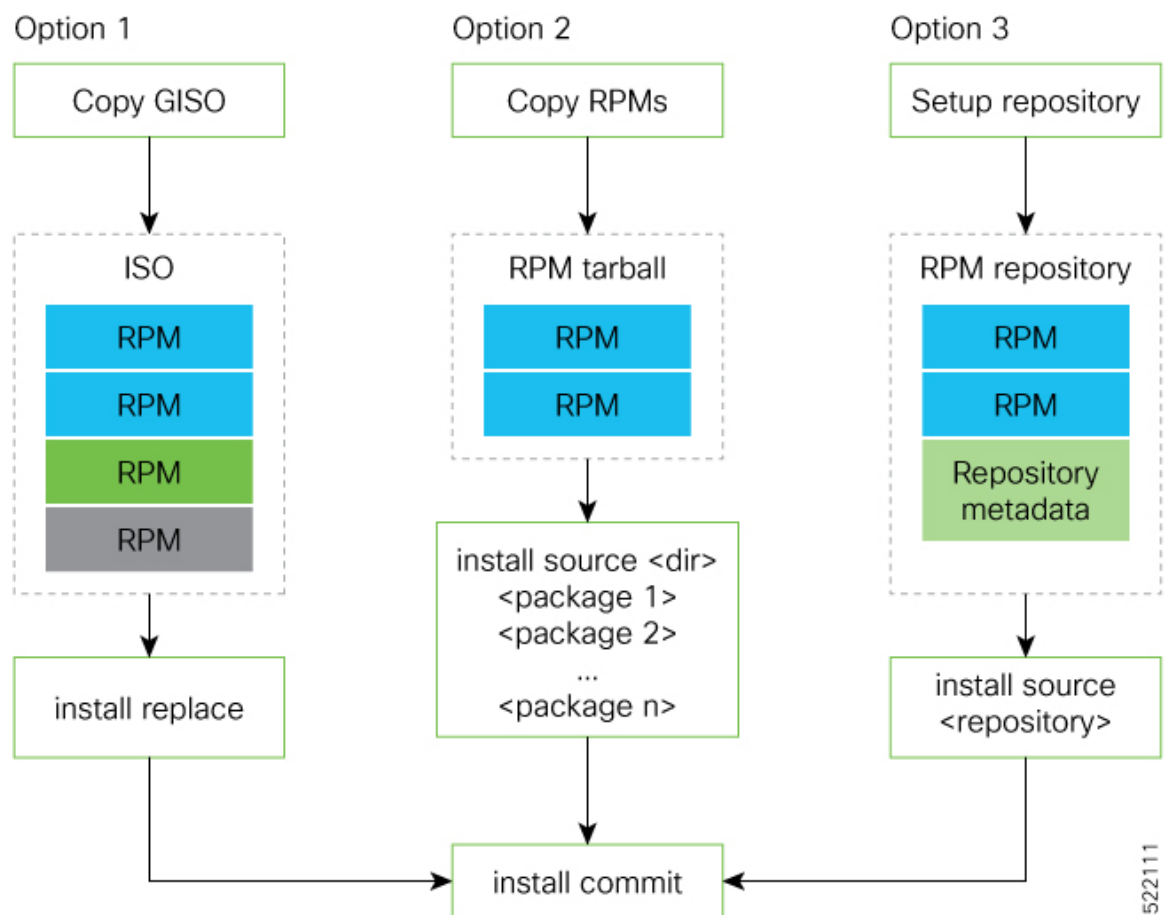 Option 1
Copy GISO
ISO
RPM
RPM
RPM
RPM
install replace
Option 2
Copy RPMs
RPM tarball
RPM
RPM
install source <dir>
<package 1>
<package 2>
...
<package n>
Option 3
Setup repository
RPM repository
RPM
RPM
Repository
metadata
install source
<repository>
install commit
522111